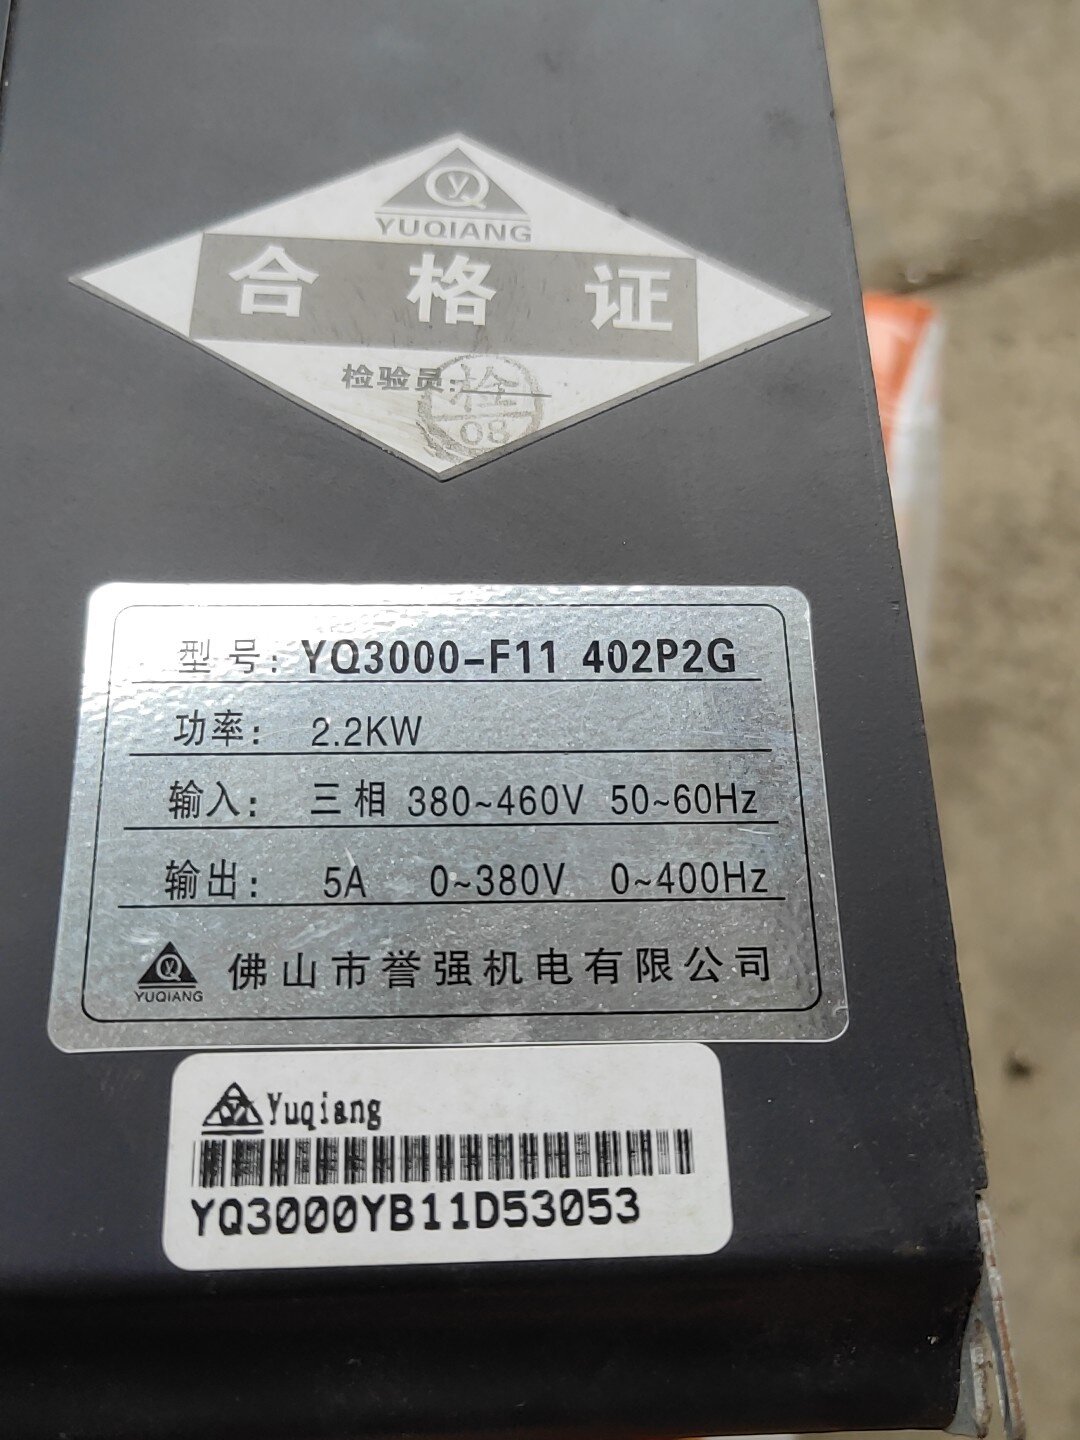 YUQIANG
合格证
检验员:
检
08
型号: YQ3000-F11 402P2G
功率: 2.2KW
输入: 三相 380~460V 50~60Hz
输出: 5A 0~380V 0~400Hz
YUQIANG 佛山市誉强机电有限公司
Yuqiang
YQ3000YB11D53053